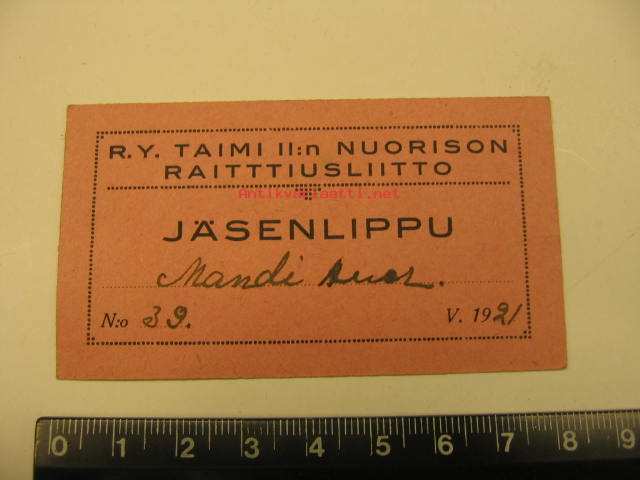 R.Y. TAIMI II:n NUORISON
RAITTTIUSLIITTO
Antikvariaatti.net
JÄSENLIPPU
Mandi
N:o 39. V. 1921
0 1 2 3 4 5 6 7 8 9